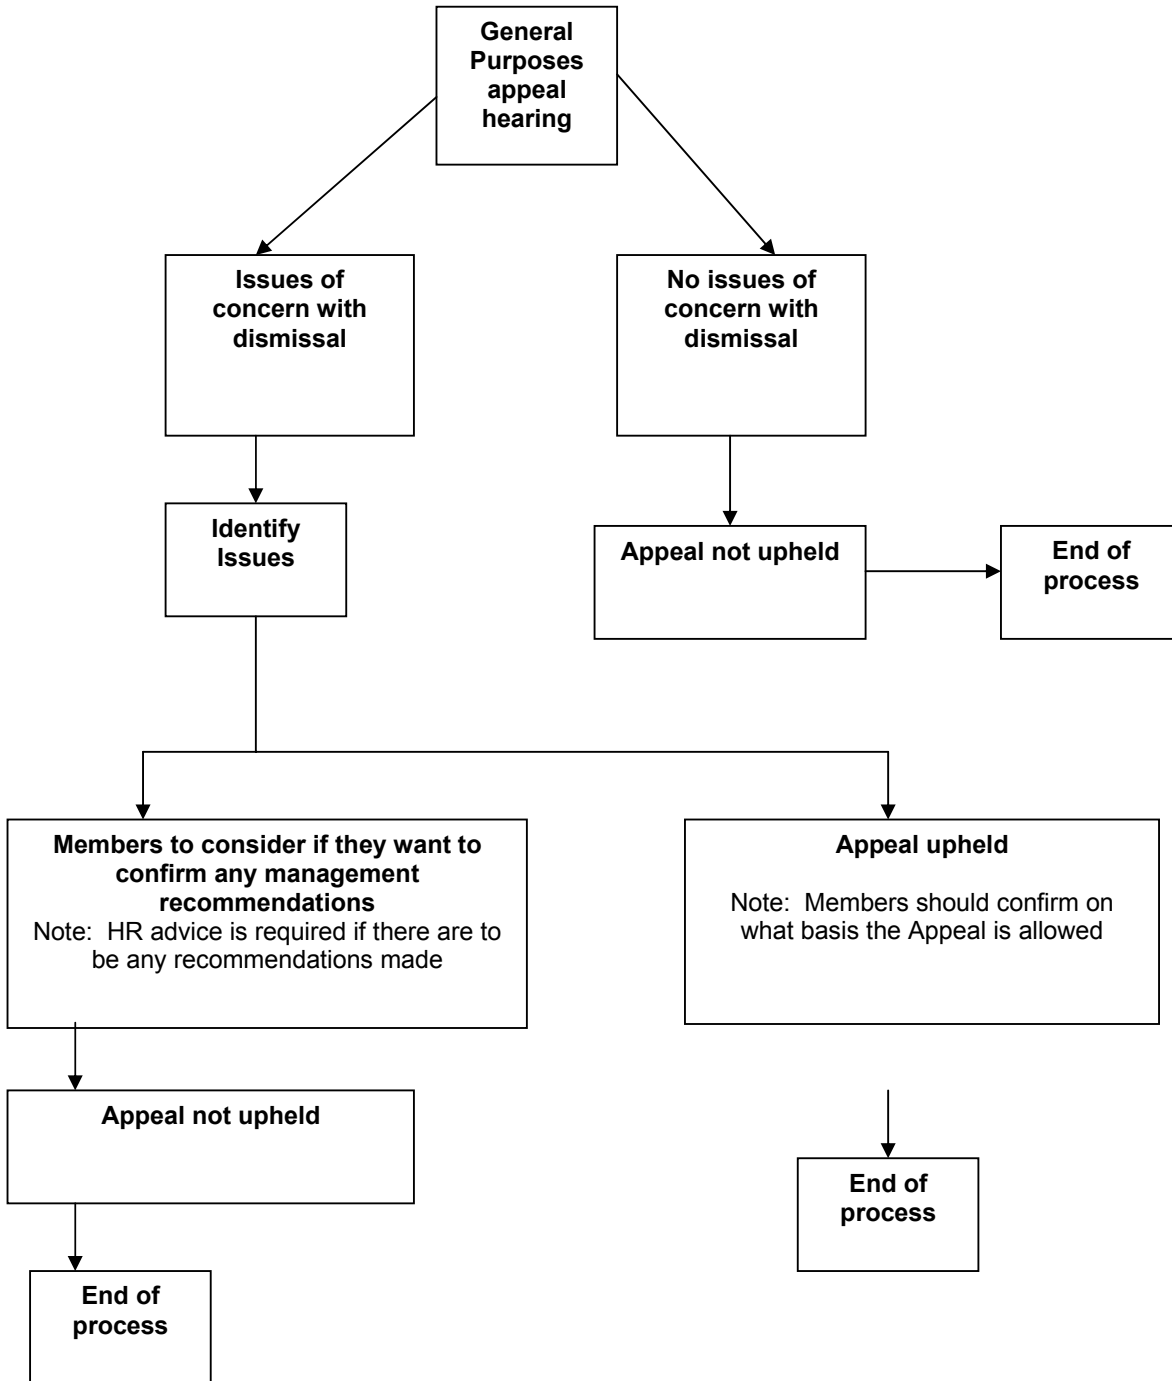 General
Purposes
appeal
hearing
Issues of
concern with
dismissal
No issues of
concern with
dismissal
Identify
Issues
Appeal not upheld
End of
process
Members to consider if they want to
confirm any management
recommendations
Note:  HR advice is required if there are to
be any recommendations made
Appeal upheld
Note:  Members should confirm on
what basis the Appeal is allowed
Appeal not upheld
End of
process
End of
process